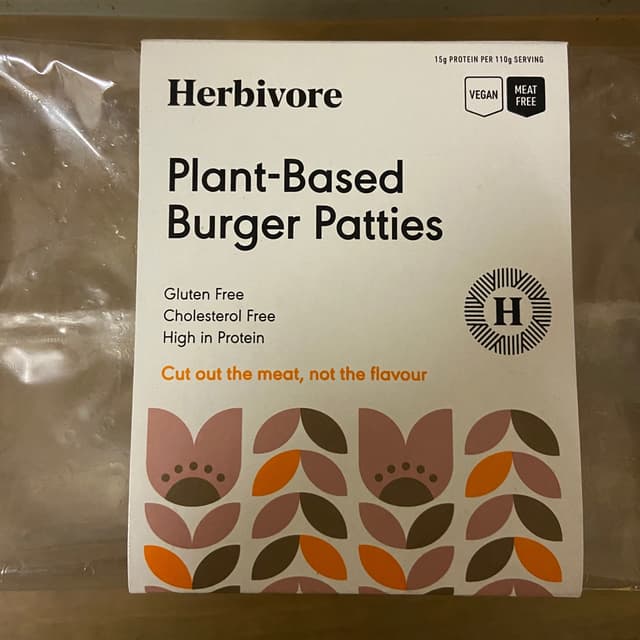 15g PROTEIN PER 110g SERVING
Herbivore
VEGAN
MEAT
FREE
Plant-Based
Burger Patties
Gluten Free
Cholesterol Free
High in Protein
H
Cut out the meat, not the flavour